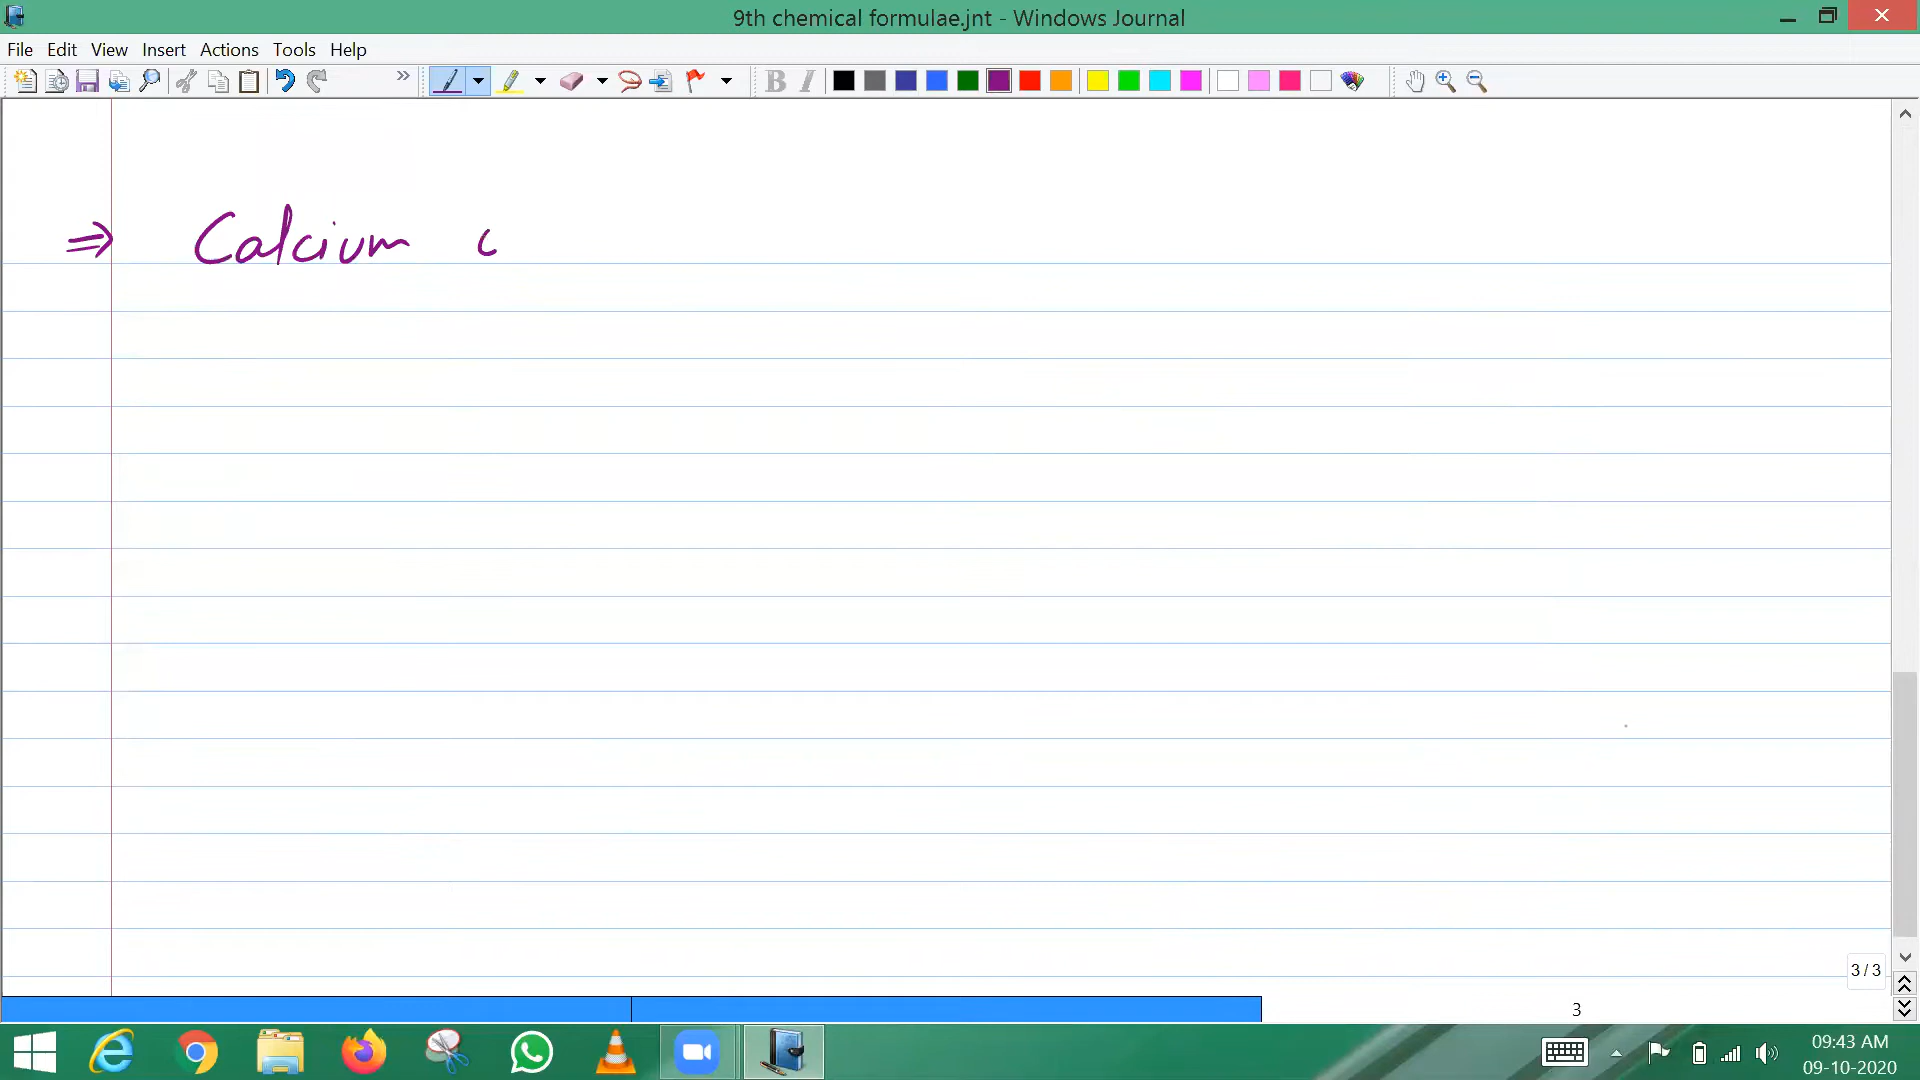 9th chemical formulae.jnt - Windows Journal
File Edit View Insert Actions Tools Help
B I
⇒ Calcium c
3 / 3
3
09:43 AM
09-10-2020